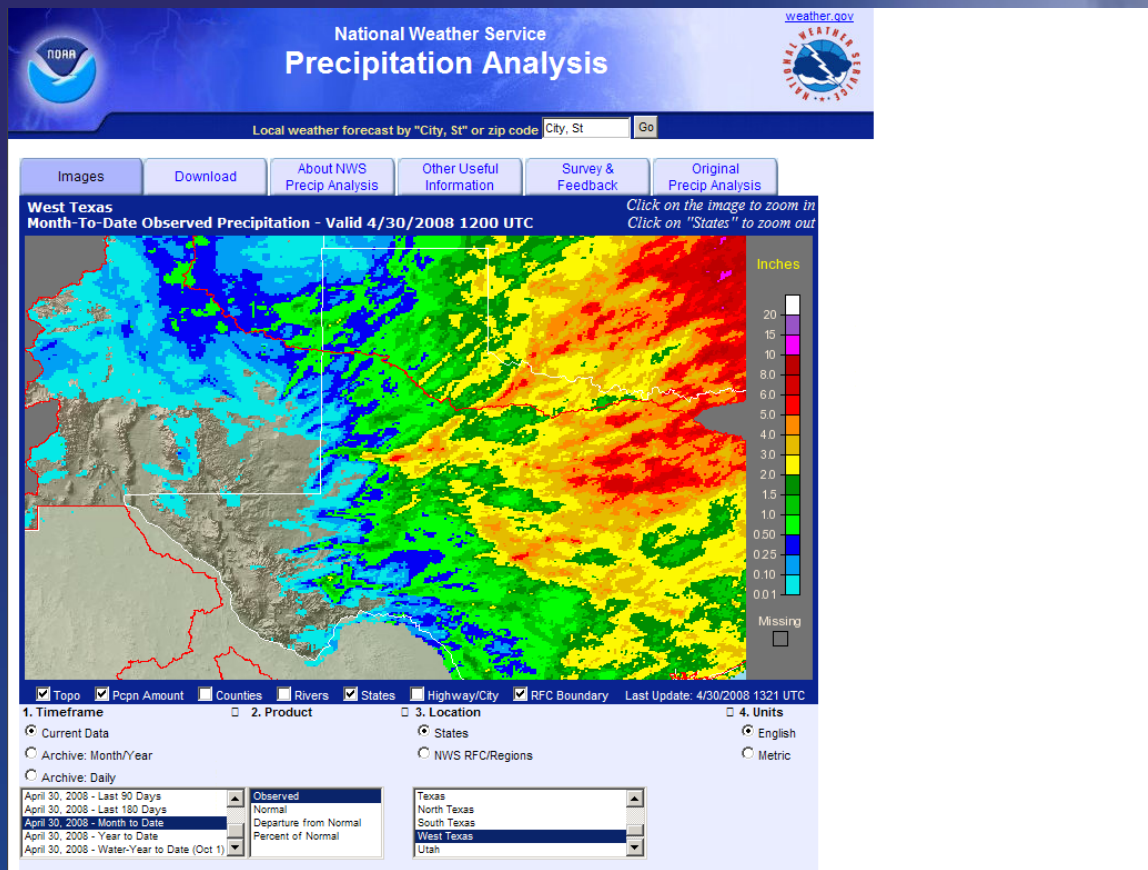 weather.gov
NOAA
National Weather Service
Precipitation Analysis
NATIONAL WEATHER SERVICE
Local weather forecast by "City, St" or zip code City, St Go
Images
Download
About NWS
Precip Analysis
Other Useful
Information
Survey &
Feedback
Original
Precip Analysis
West Texas
Month-To-Date Observed Precipitation - Valid 4/30/2008 1200 UTC
Click on the image to zoom in
Click on "States" to zoom out
Inches
20
15
10
8.0
6.0
5.0
4.0
3.0
2.0
1.5
1.0
0.50
0.25
0.10
0.01
Missing
Topo Pcpn Amount Counties Rivers States Highway/City RFC Boundary Last Update: 4/30/2008 1321 UTC
1. Timeframe 2. Product 3. Location 4. Units
Current Data
Archive: Month/Year
Archive: Daily
States
NWS RFC/Regions
English
Metric
April 30, 2008 - Last 90 Days
April 30, 2008 - Last 180 Days
April 30, 2008 - Month to Date
April 30, 2008 - Year to Date
April 30, 2008 - Water-Year to Date (Oct 1)
Observed
Normal
Departure from Normal
Percent of Normal
Texas
North Texas
South Texas
West Texas
Utah